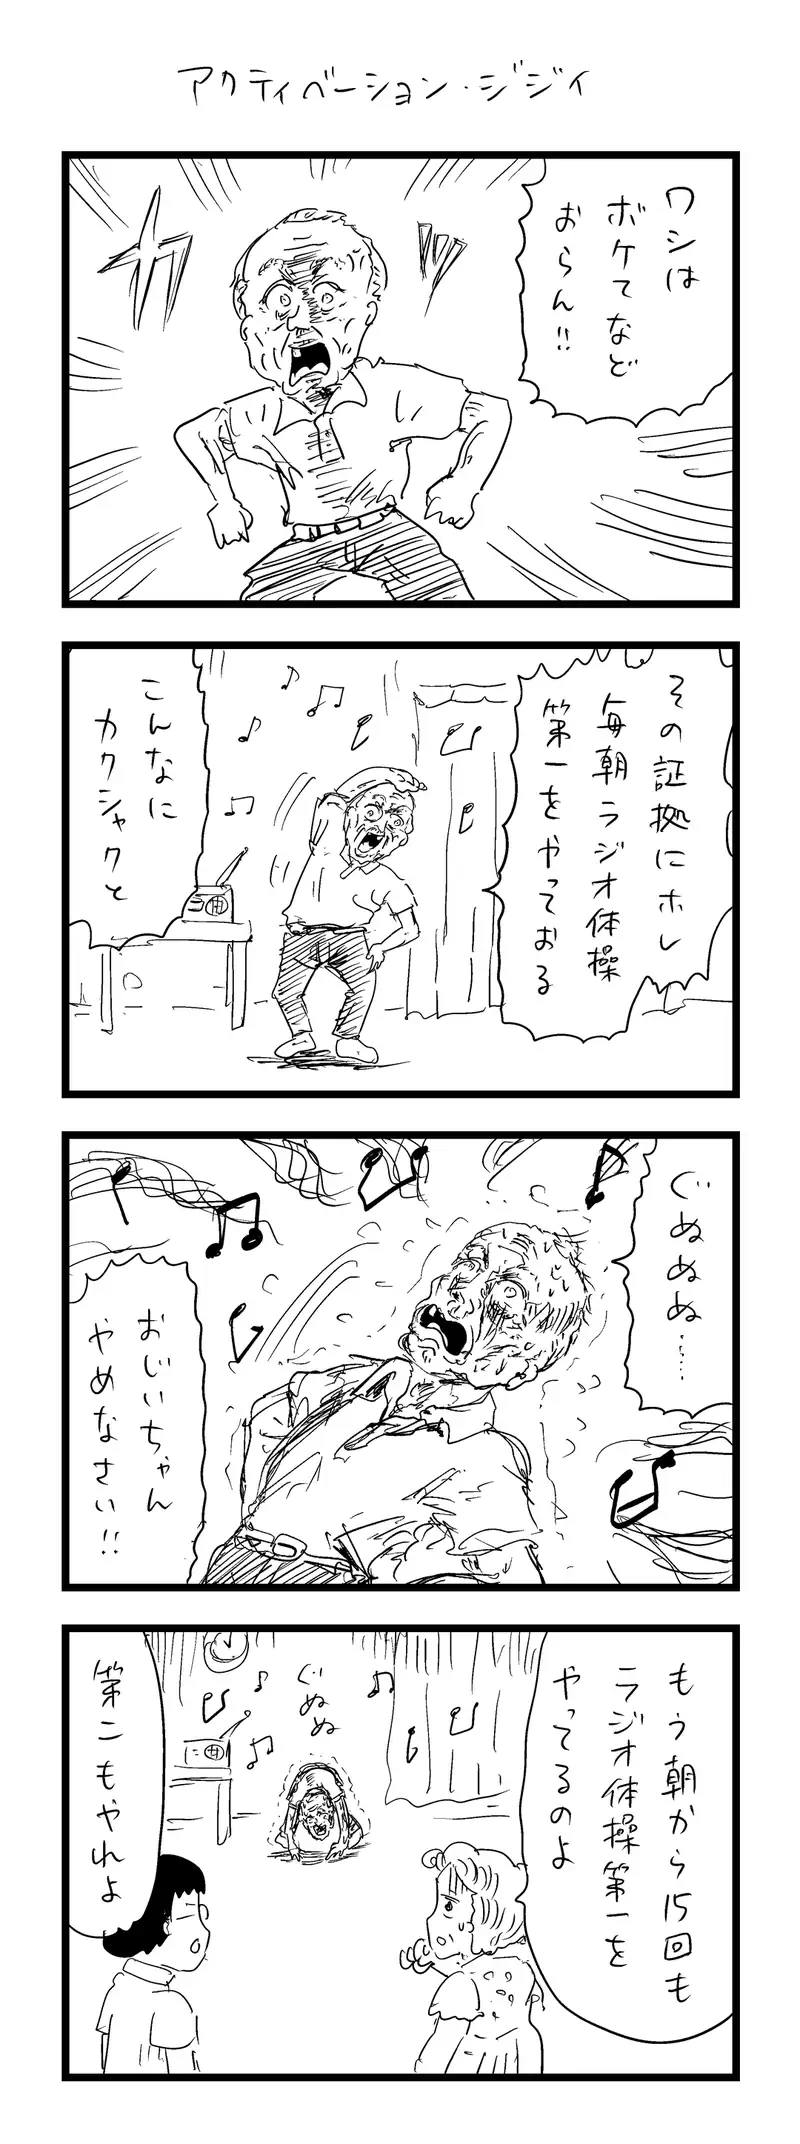 アクティベーション・ジジイ
カッ
ワシは
ボケてなど
おらん!!
その証拠にホレ
毎朝ラジオ体操
第一をやっておる
こんなに
カクシャクと
ぐぬぬぬ……
おじいちゃん
やめなさい!!
もう朝から15回も
ラジオ体操第一を
やってるのよ
ぐぬぬ
第二もやれよ